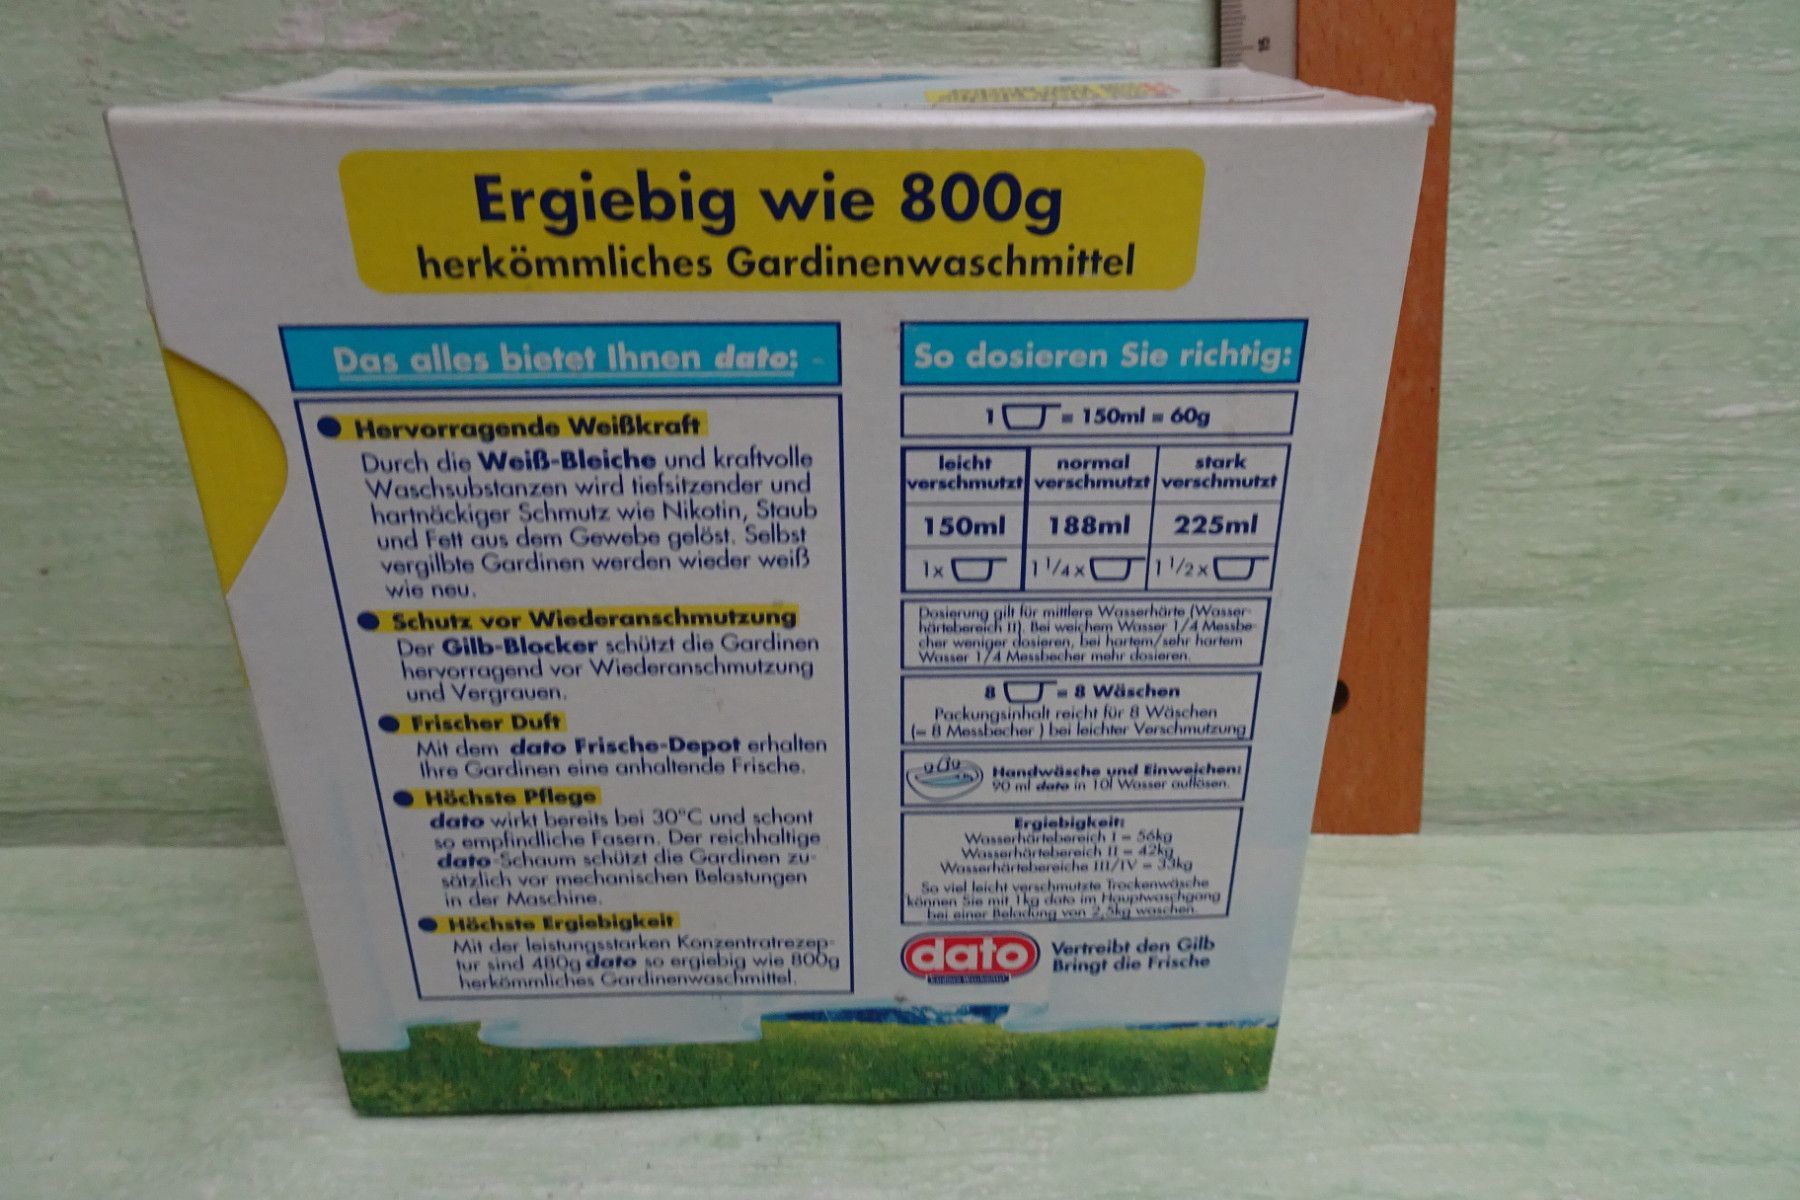 15
Ergiebig wie 800g
herkömmliches Gardinenwaschmittel
Das alles bietet Ihnen dato:
Hervorragende Weißkraft
Durch die Weiß-Bleiche und kraftvolle
Waschsubstanzen wird tiefsitzender und
hartnäckiger Schmutz wie Nikotin, Staub
und Fett aus dem Gewebe gelöst. Selbst
vergilbte Gardinen werden wieder weiß
wie neu.
Schutz vor Wiederanschmutzung
Der Gilb-Blocker schützt die Gardinen
hervorragend vor Wiederanschmutzung
und Vergrauen.
Frischer Duft
Mit dem dato Frische-Depot erhalten
Ihre Gardinen eine anhaltende Frische.
Höchste Pflege
dato wirkt bereits bei 30°C und schont
so empfindliche Fasern. Der reichhaltige
dato-Schaum schützt die Gardinen zu-
sätzlich vor mechanischen Belastungen
in der Maschine.
Höchste Ergiebigkeit
Mit der leistungsstarken Konzentratrezep-
tur sind 480g dato so ergiebig wie 800g
herkömmliches Gardinenwaschmittel.
So dosieren Sie richtig:
1 = 150ml = 60g
leicht verschmutzt normal verschmutzt stark verschmutzt
150ml 188ml 225ml
1x 1 1/4x 1 1/2x
Dosierung gilt für mittlere Wasserhärte (Wasser-
härtebereich II). Bei weichem Wasser 1/4 Messbe-
cher weniger dosieren, bei hartem/sehr hartem
Wasser 1/4 Messbecher mehr dosieren.
8 = 8 Wäschen
Packungsinhalt reicht für 8 Wäschen
(= 8 Messbecher ) bei leichter Verschmutzung
Handwäsche und Einweichen:
90 ml dato in 10l Wasser auflösen.
Ergiebigkeit:
Wasserhärtebereich I = 56kg
Wasserhärtebereich II = 42kg
Wasserhärtebereiche III/IV = 33kg
So viel leicht verschmutzte Trockenwäsche
können Sie mit 1kg dato im Hauptwaschgang
bei einer Beladung von 2,5kg waschen.
dato
Vertreibt den Gilb
Bringt die Frische